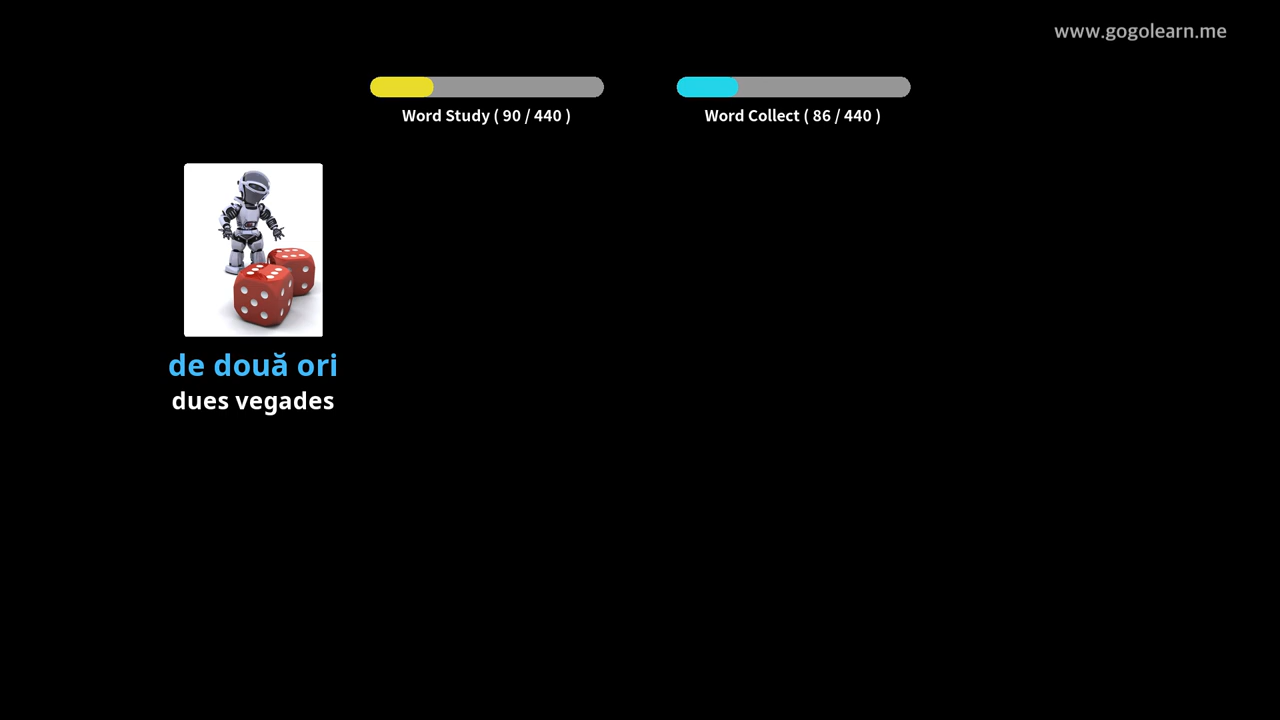 www.gogolearn.me
Word Study ( 90 / 440 )
Word Collect ( 86 / 440 )
de două ori
dues vegades